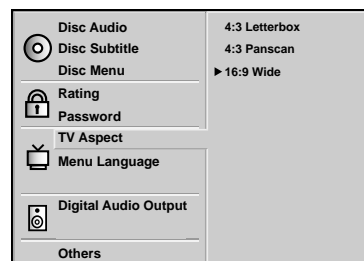 Disc Audio
Disc Subtitle
Disc Menu
Rating
Password
TV Aspect
Menu Language
Digital Audio Output
Others
4:3 Letterbox
4:3 Panscan
16:9 Wide